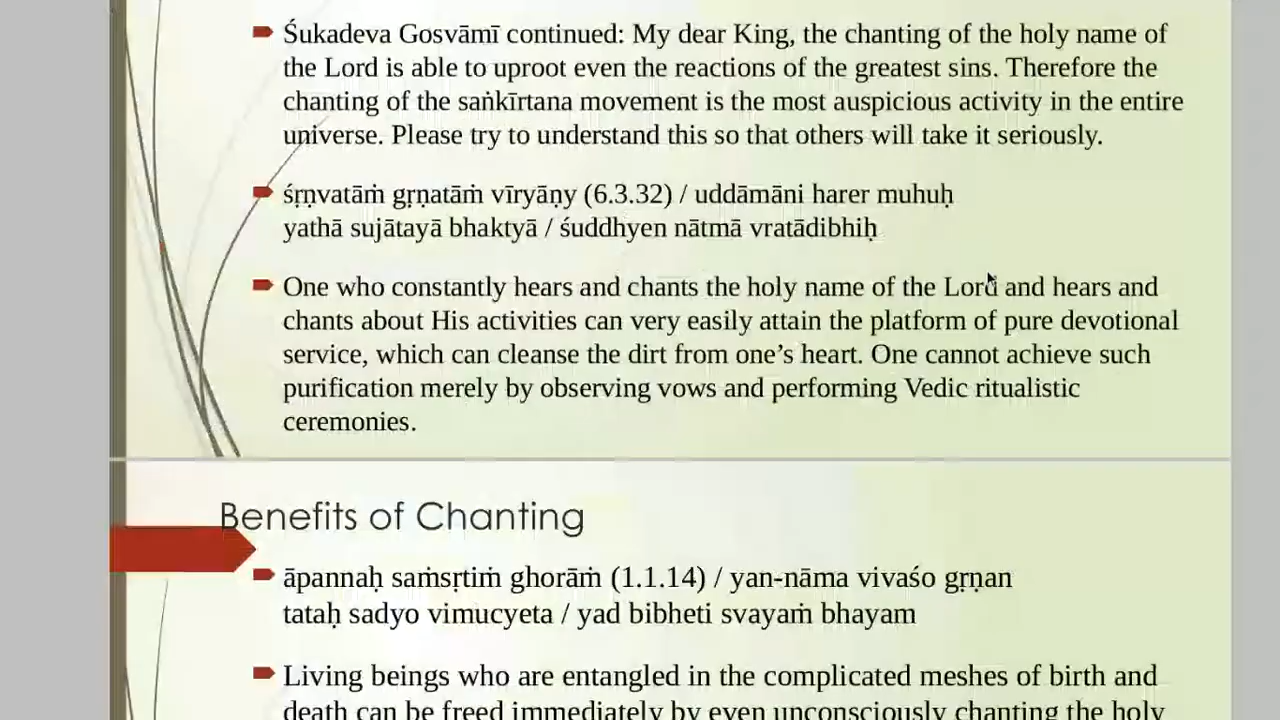 Śukadeva Gosvāmī continued: My dear King, the chanting of the holy name of
the Lord is able to uproot even the reactions of the greatest sins. Therefore the
chanting of the saṅkīrtana movement is the most auspicious activity in the entire
universe. Please try to understand this so that others will take it seriously.
śṛṇvatāṁ gṛṇatāṁ vīryāṇy (6.3.32) / uddāmāni harer muhuḥ
yathā sujātayā bhaktyā / śuddhyen nātmā vratādibhiḥ
One who constantly hears and chants the holy name of the Lord and hears and
chants about His activities can very easily attain the platform of pure devotional
service, which can cleanse the dirt from one’s heart. One cannot achieve such
purification merely by observing vows and performing Vedic ritualistic
ceremonies.
Benefits of Chanting
āpannaḥ saṁsṛtiṁ ghorāṁ (1.1.14) / yan-nāma vivaśo gṛṇan
tataḥ sadyo vimucyeta / yad bibheti svayaṁ bhayam
Living beings who are entangled in the complicated meshes of birth and
death can be freed immediately by even unconsciously chanting the holy